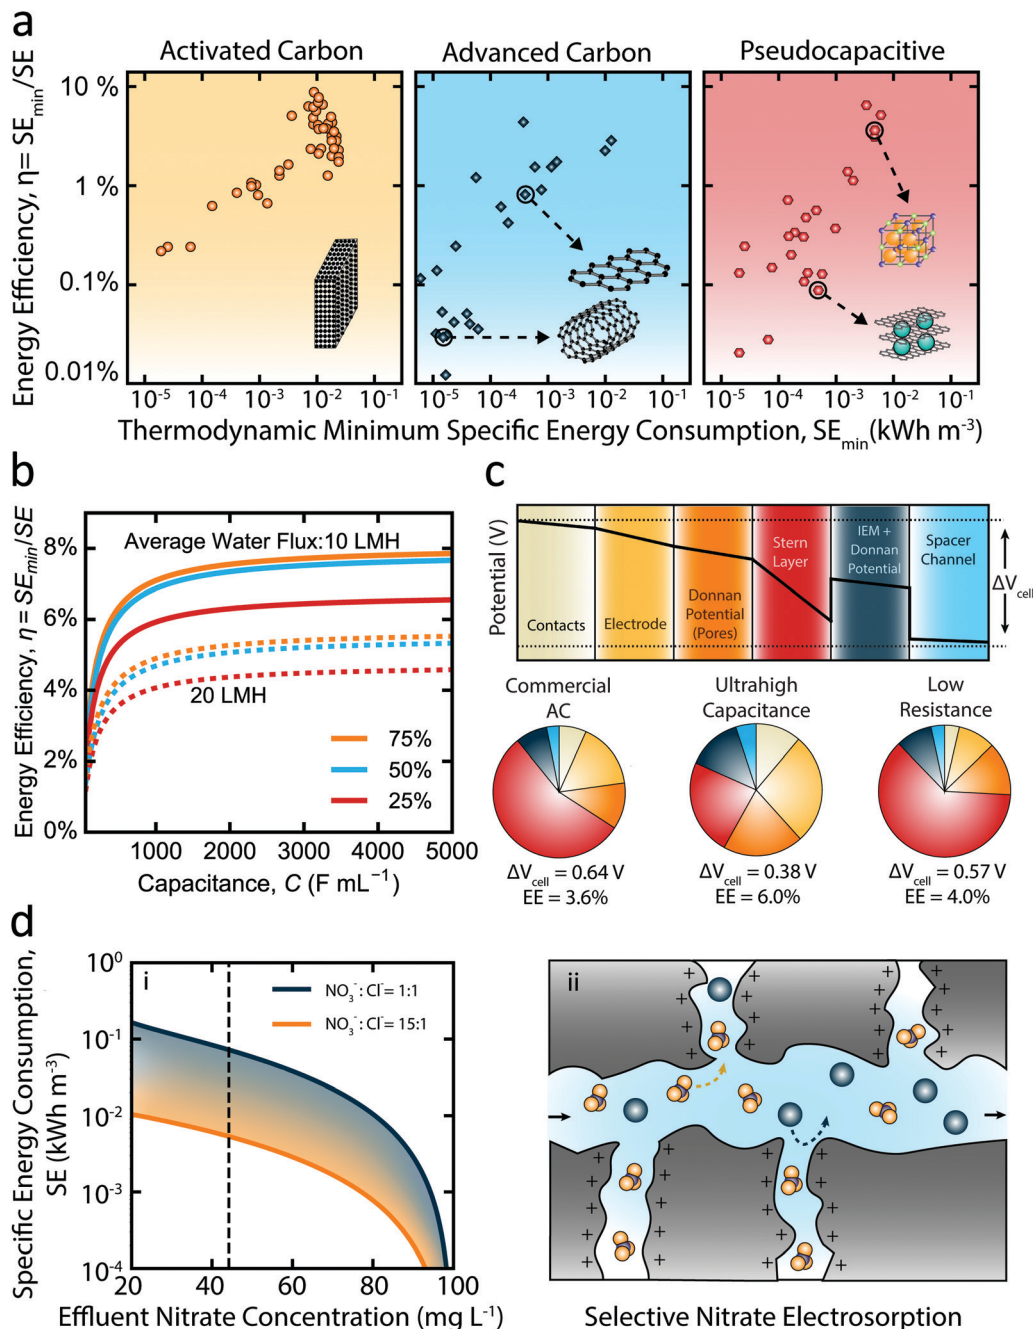 a
Activated Carbon
Advanced Carbon
Pseudocapacitive
Energy Efficiency, η= SEmin/SE
10 %
1 %
0.1%
0.01%
10⁻⁵ 10⁻⁴ 10⁻³ 10⁻² 10⁻¹
10⁻⁵ 10⁻⁴ 10⁻³ 10⁻² 10⁻¹
10⁻⁵ 10⁻⁴ 10⁻³ 10⁻² 10⁻¹
Thermodynamic Minimum Specific Energy Consumption, SEmin(kWh m⁻³)
b
Energy Efficiency, η = SEmin/SE
8%
6%
4%
2%
0%
Average Water Flux:10 LMH
20 LMH
75%
50%
25%
1000 2000 3000 4000 5000
Capacitance, C (F mL⁻¹)
c
Potential (V)
Contacts
Electrode
Donnan
Potential
(Pores)
Stern
Layer
IEM +
Donnan
Potential
Spacer
Channel
ΔVcell
Commercial
AC
ΔVcell = 0.64 V
EE = 3.6%
Ultrahigh
Capacitance
ΔVcell = 0.38 V
EE = 6.0%
Low
Resistance
ΔVcell = 0.57 V
EE = 4.0%
d
Specific Energy Consumption,
SE (kWh m⁻³)
10⁰
10⁻¹
10⁻²
10⁻³
10⁻⁴
i
NO₃⁻: Cl⁻= 1:1
NO₃⁻: Cl⁻= 15:1
20 40 60 80 100
Effluent Nitrate Concentration (mg L⁻¹)
ii
+ + + + + + + + + + + + + + + + + + + + + + + + + + + + + + + + + + + +
Selective Nitrate Electrosorption